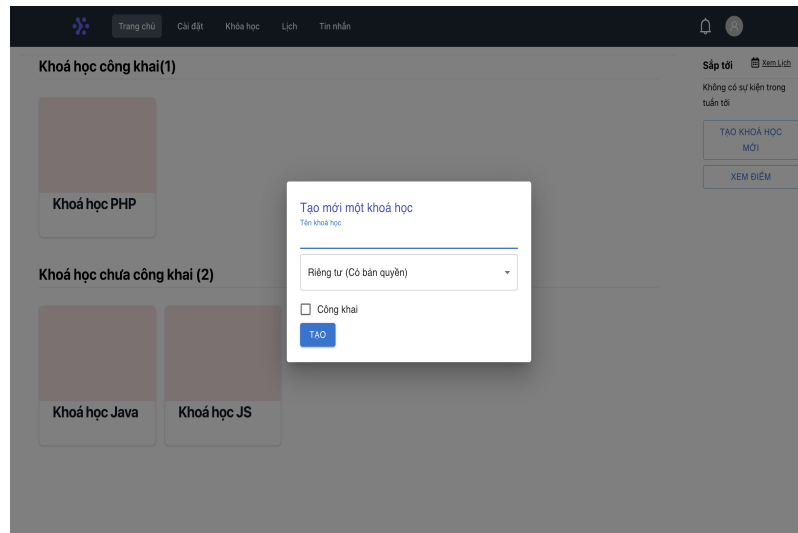 Trang chủ Cài đặt Khóa học Lịch Tin nhắn
Khoá học công khai(1)
Sắp tới Xem Lịch
Không có sự kiện trong
tuần tới
TẠO KHOÁ HỌC
MỚI
XEM ĐIỂM
Khoá học PHP
Tạo mới một khoá học
Tên khoá học
Riêng tư (Có bản quyền)
Công khai
TẠO
Khoá học chưa công khai (2)
Khoá học Java Khoá học JS